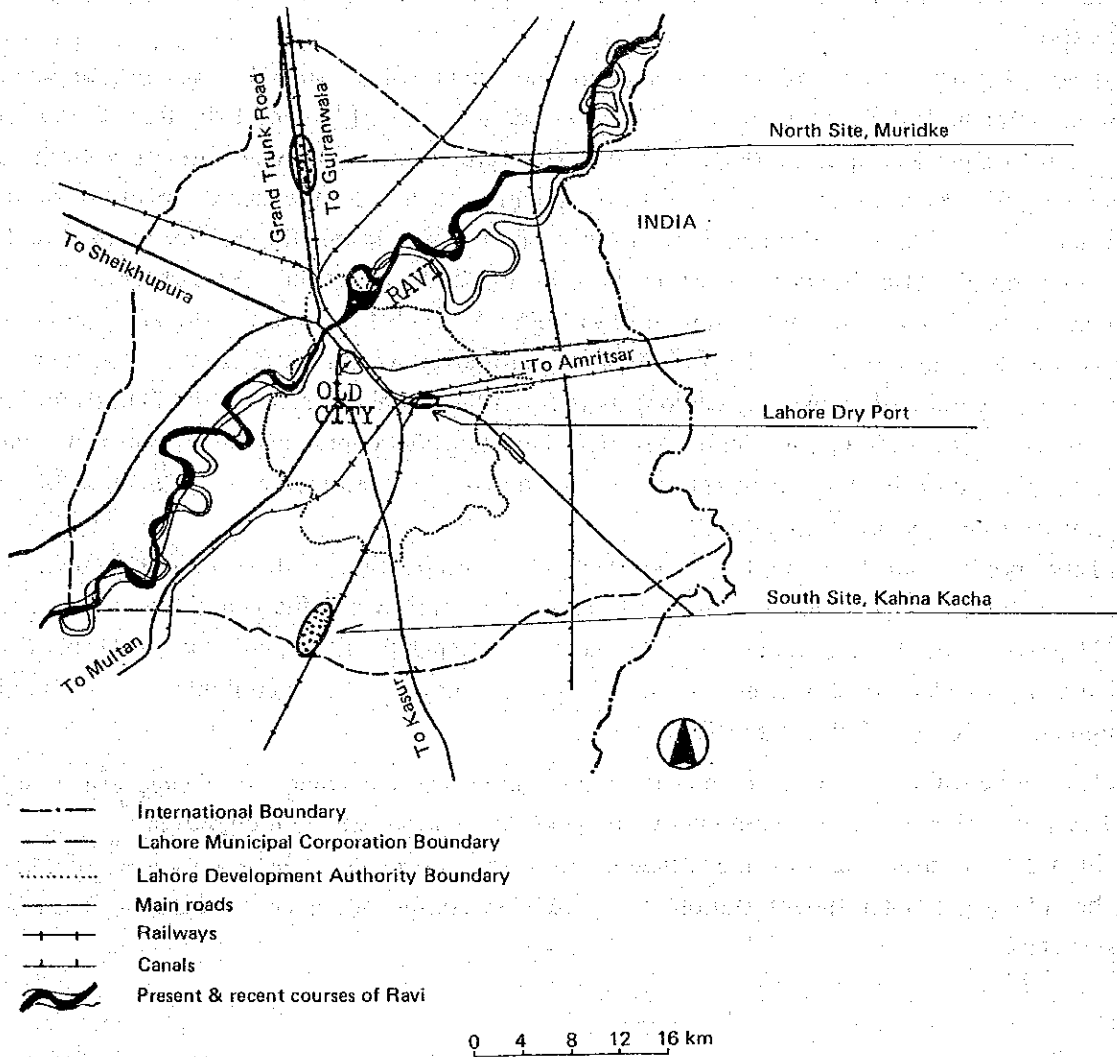 Grand Trunk Road
To Gujranwala
North Site, Muridke
INDIA
To Sheikhupura
RAVI
To Amritsar
OLD
CITY
Lahore Dry Port
South Site, Kahna Kacha
To Multan
To Kasur
International Boundary
Lahore Municipal Corporation Boundary
Lahore Development Authority Boundary
Main roads
Railways
Canals
Present & recent courses of Ravi
0 4 8 12 16 km